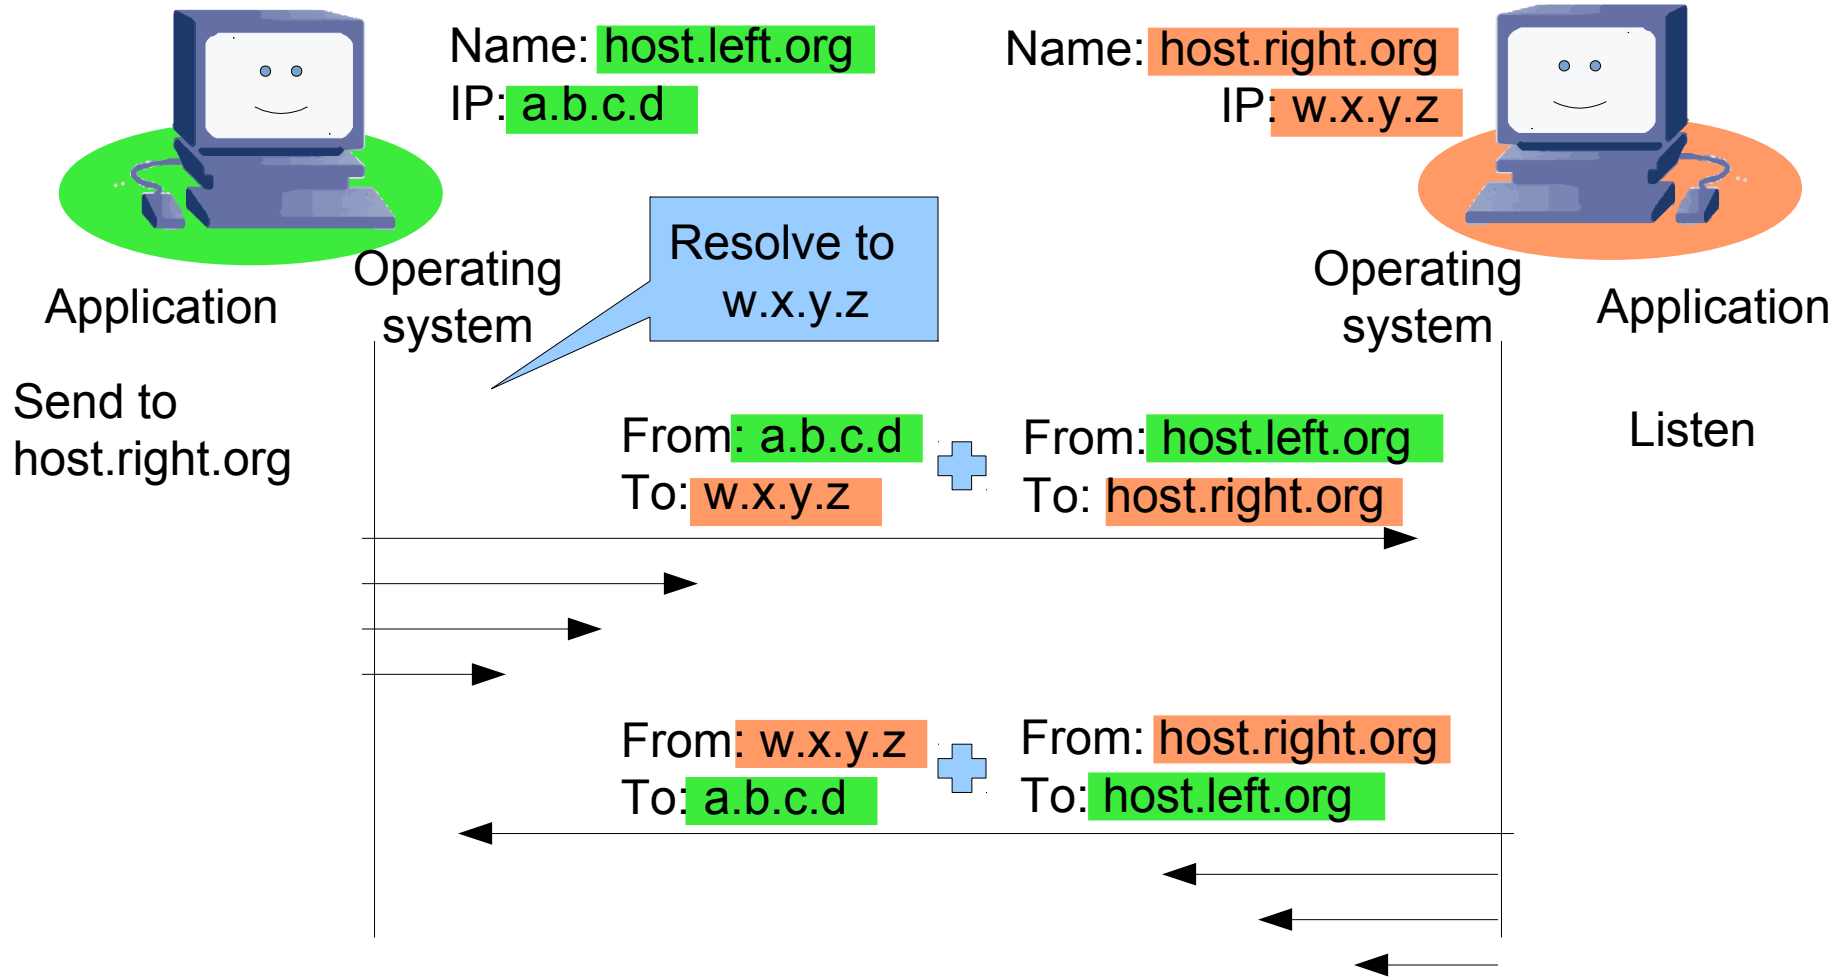 Name: host.left.org
IP: a.b.c.d
Name: host.right.org
IP: w.x.y.z
Application
Operating
system
Resolve to
w.x.y.z
Operating
system
Application
Send to
host.right.org
Listen
From: a.b.c.d
To: w.x.y.z
From: host.left.org
To: host.right.org
From: w.x.y.z
To: a.b.c.d
From: host.right.org
To: host.left.org